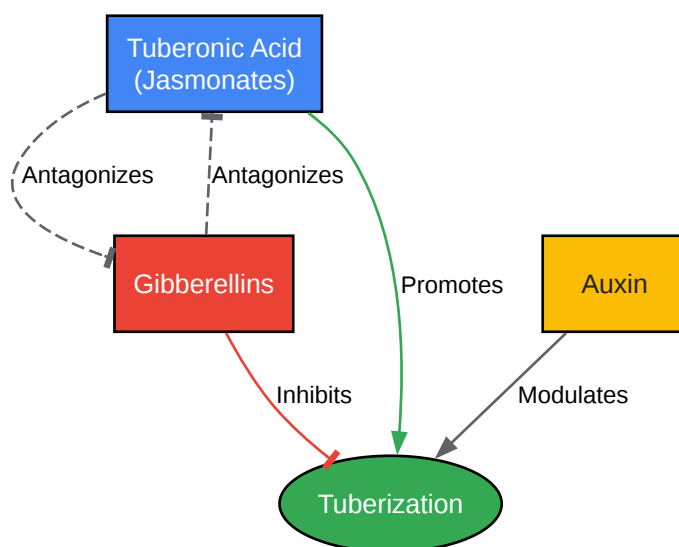 Tuberonic Acid
(Jasmonates)
Antagonizes
Antagonizes
Gibberellins
Promotes
Auxin
Inhibits
Modulates
Tuberization